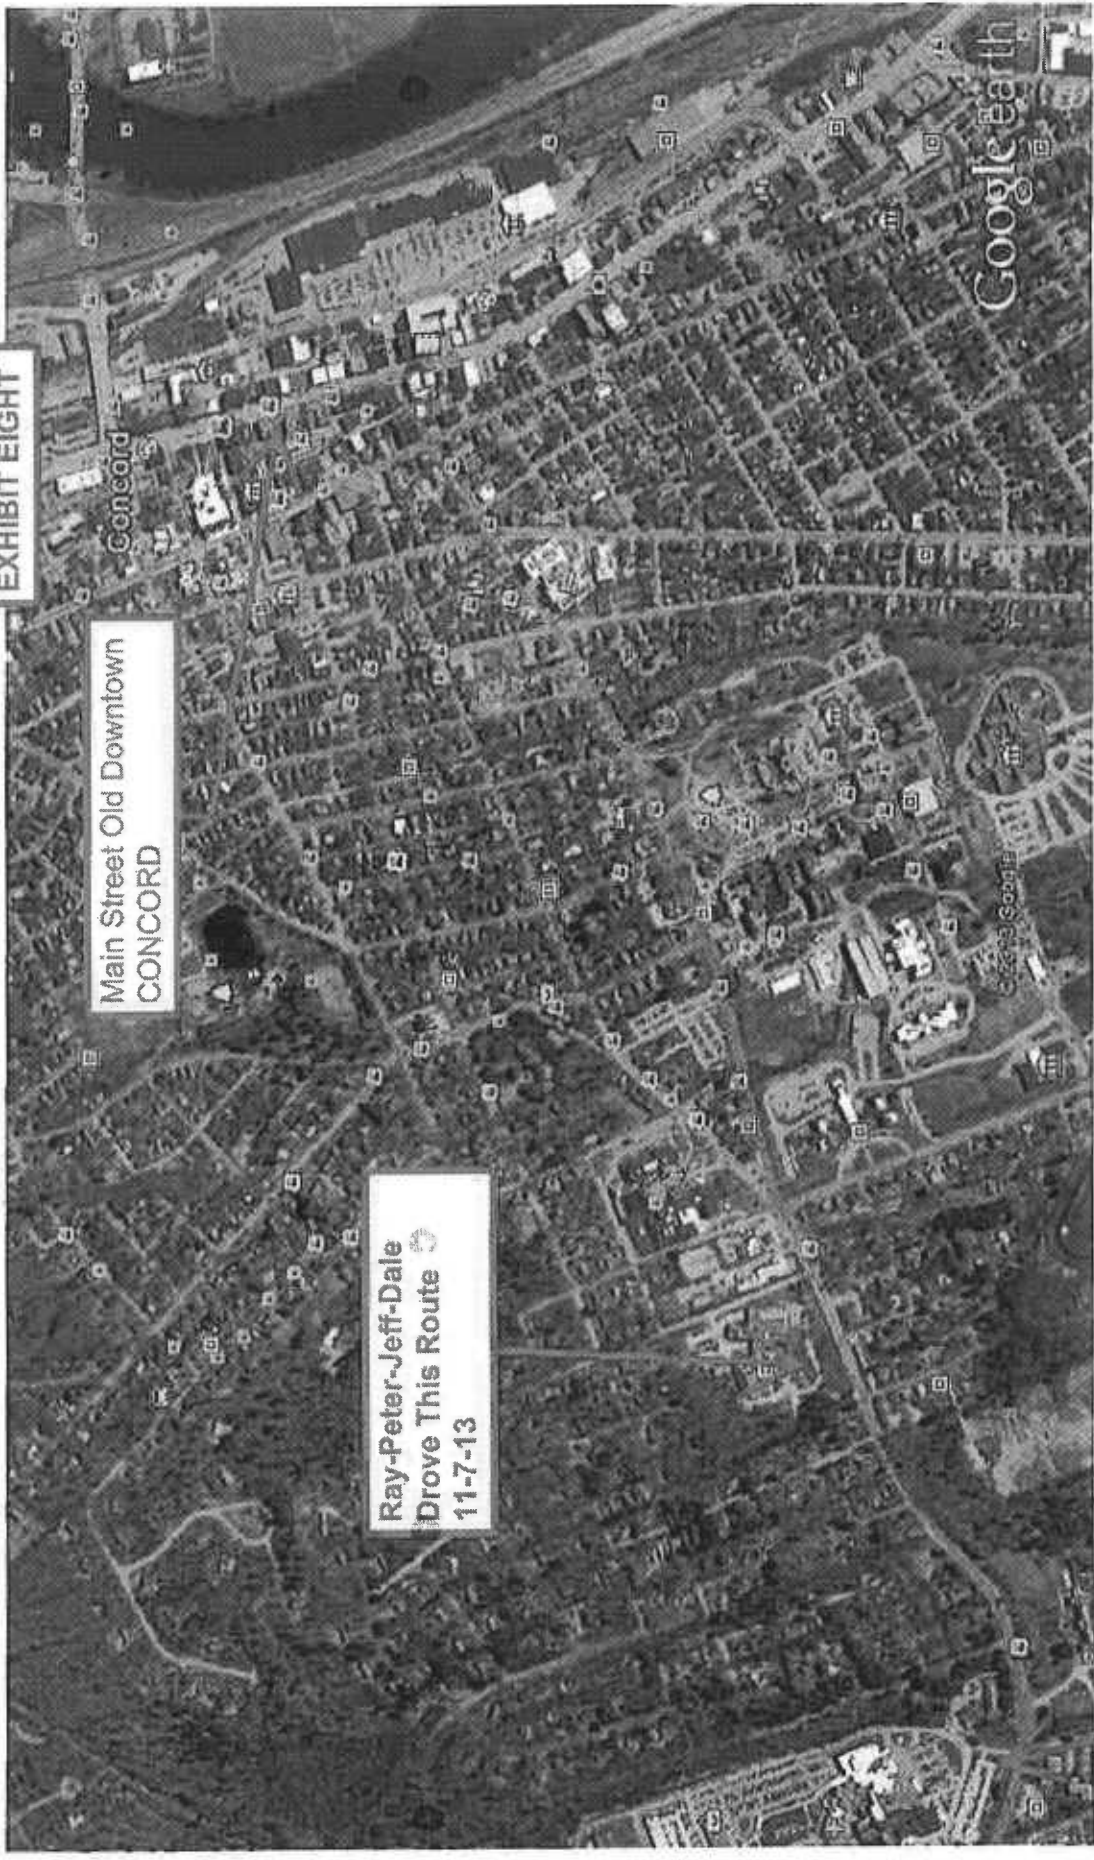 EXHIBIT EIGHT
Concord
Main Street Old Downtown
CONCORD
Ray-Peter-Jeff-Dale
Drove This Route
11-7-13
Google earth